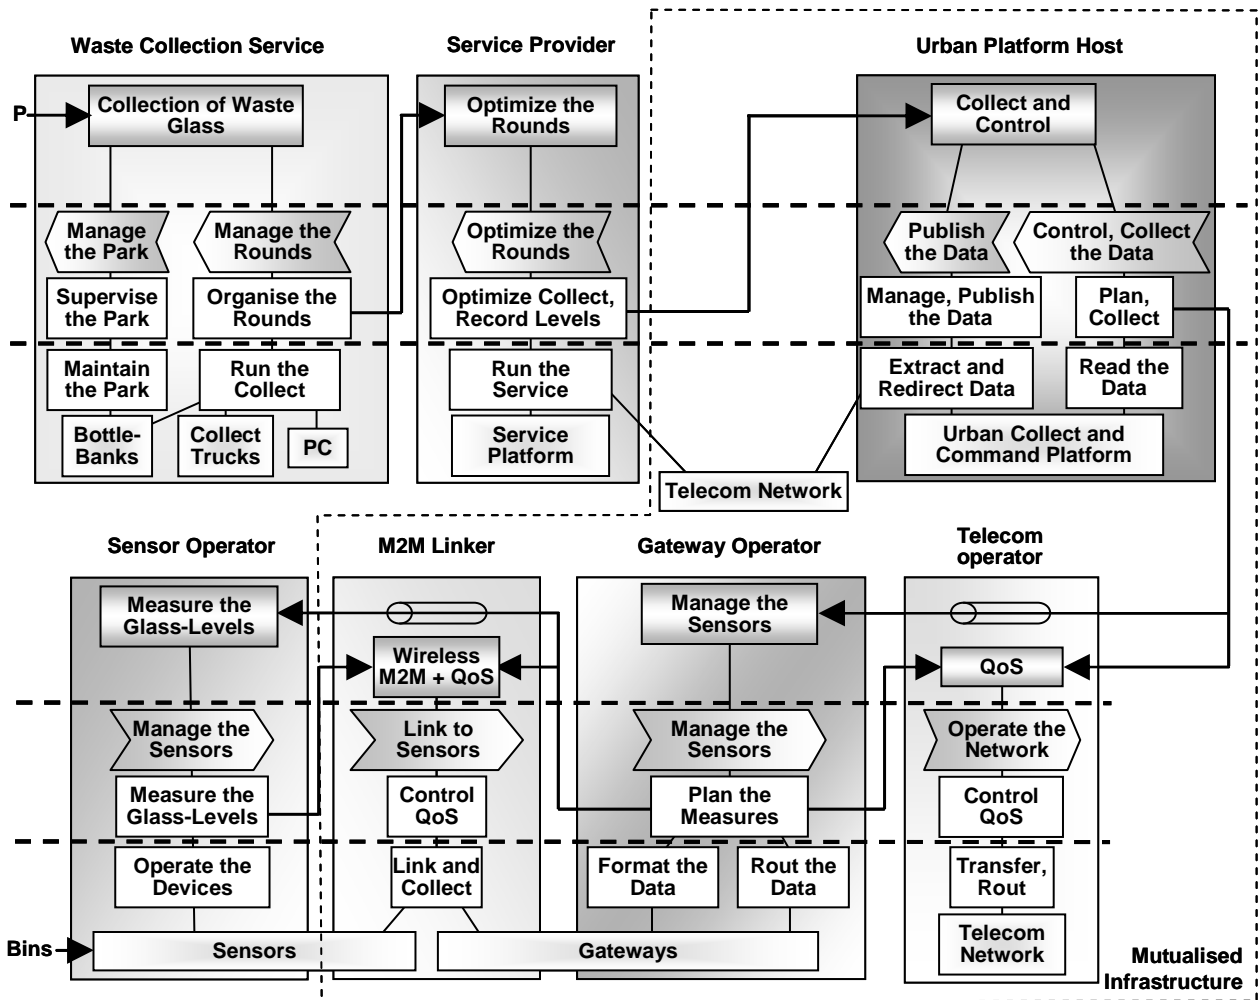 Waste Collection Service
Service Provider
Urban Platform Host
P
Collection of Waste
Glass
Optimize the
Rounds
Collect and
Control
Manage
the Park
Manage the
Rounds
Optimize the
Rounds
Publish
the Data
Control, Collect
the Data
Supervise
the Park
Organise the
Rounds
Optimize Collect,
Record Levels
Manage, Publish
the Data
Plan,
Collect
Maintain
the Park
Run the
Collect
Run the
Service
Extract and
Redirect Data
Read the
Data
Bottle-
Banks
Collect
Trucks
PC
Service
Platform
Urban Collect and
Command Platform
Telecom Network
Sensor Operator
M2M Linker
Gateway Operator
Telecom
operator
Measure the
Glass-Levels
Wireless
M2M + QoS
Manage the
Sensors
QoS
Manage the
Sensors
Link to
Sensors
Manage the
Sensors
Operate the
Network
Measure the
Glass-Levels
Control
QoS
Plan the
Measures
Control
QoS
Operate the
Devices
Link and
Collect
Format the
Data
Rout the
Data
Transfer,
Rout
Bins
Sensors
Gateways
Telecom
Network
Mutualised
Infrastructure